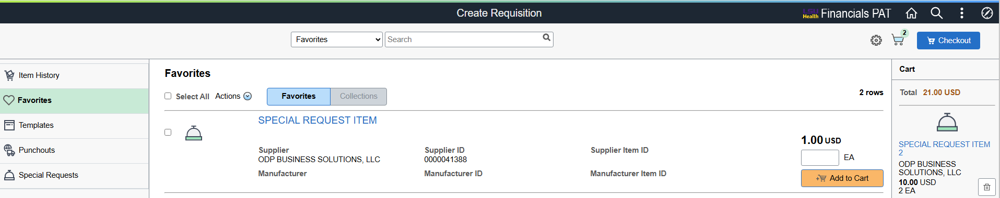 Create Requisition
LSU Health Financials PAT
Favorites
Search
2
Checkout
Item History
Favorites
Templates
Punchouts
Special Requests
Favorites
Select All Actions Favorites Collections 2 rows
SPECIAL REQUEST ITEM
1.00 USD
EA
Supplier Supplier ID Supplier Item ID
ODP BUSINESS SOLUTIONS, LLC 0000041388
Manufacturer Manufacturer ID Manufacturer Item ID
Add to Cart
Cart
Total 21.00 USD
SPECIAL REQUEST ITEM
2
ODP BUSINESS
SOLUTIONS, LLC
10.00 USD
2 EA